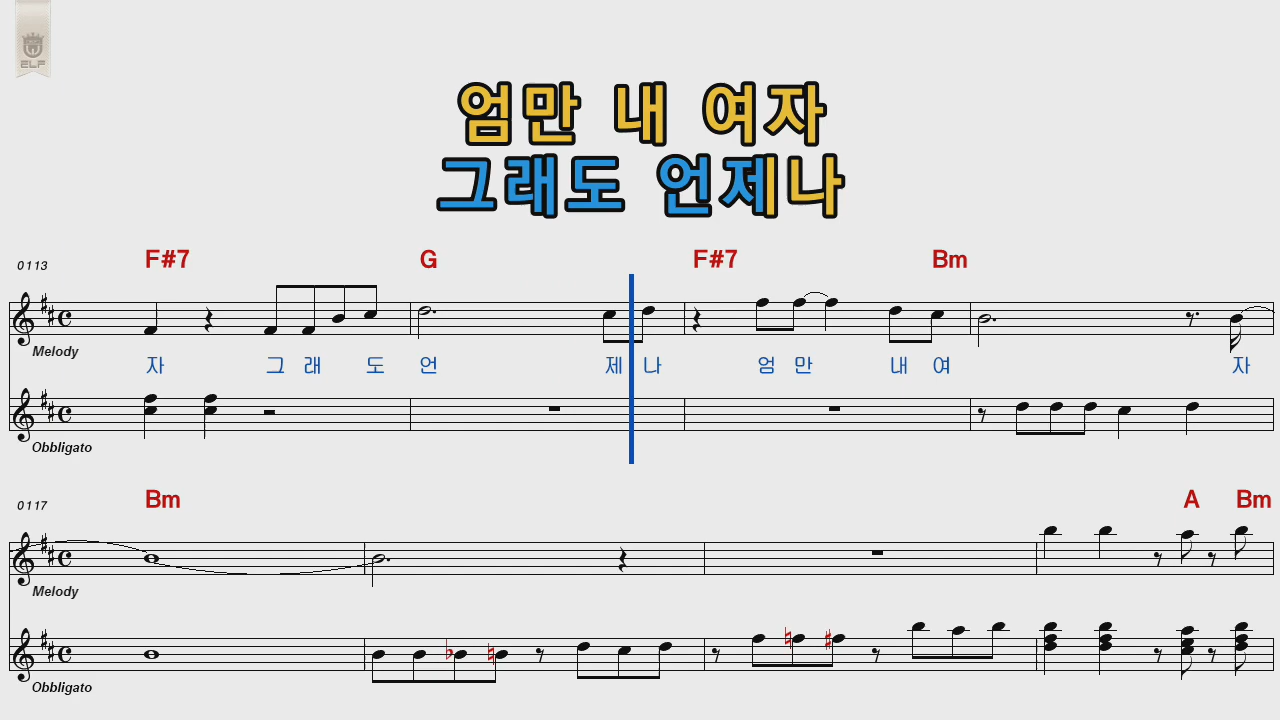 ELF
엄만 내 여자
그래도 언제나
F#7 G F#7 Bm
0113
Melody
자 그 래 도 언 제 나 엄 만 내 여 자
Obbligato
Bm A Bm
0117
Melody
Obbligato